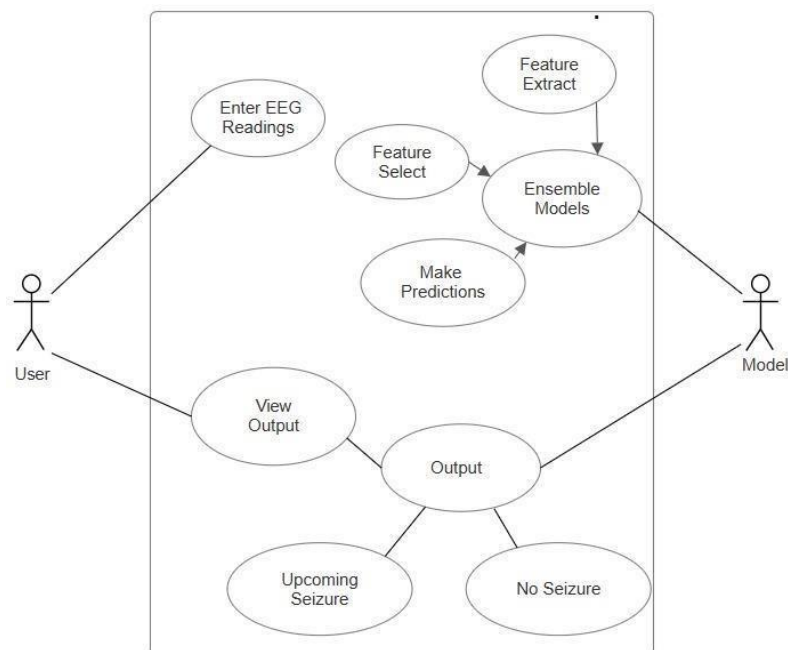 Feature
Extract
Enter EEG
Readings
Feature
Select
Ensemble
Models
Make
Predictions
User
Model
View
Output
Output
Upcoming
Seizure
No Seizure